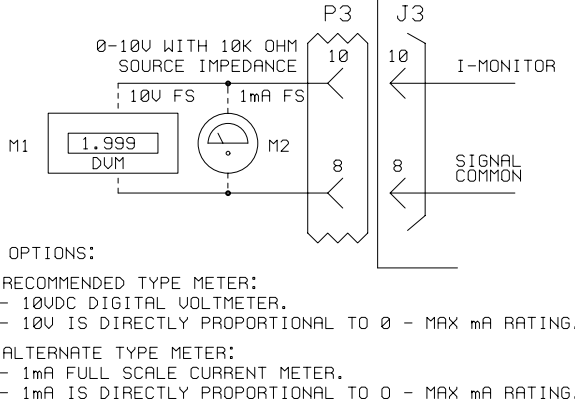 P3 J3
0-10V WITH 10K OHM
SOURCE IMPEDANCE
10 10
I-MONITOR
10V FS 1mA FS
M1
1.999
DVM
M2
8 8
SIGNAL
COMMON
OPTIONS:
RECOMMENDED TYPE METER:
- 10VDC DIGITAL VOLTMETER.
- 10V IS DIRECTLY PROPORTIONAL TO 0 - MAX mA RATING.
ALTERNATE TYPE METER:
- 1mA FULL SCALE CURRENT METER.
- 1mA IS DIRECTLY PROPORTIONAL TO O - MAX mA RATING.